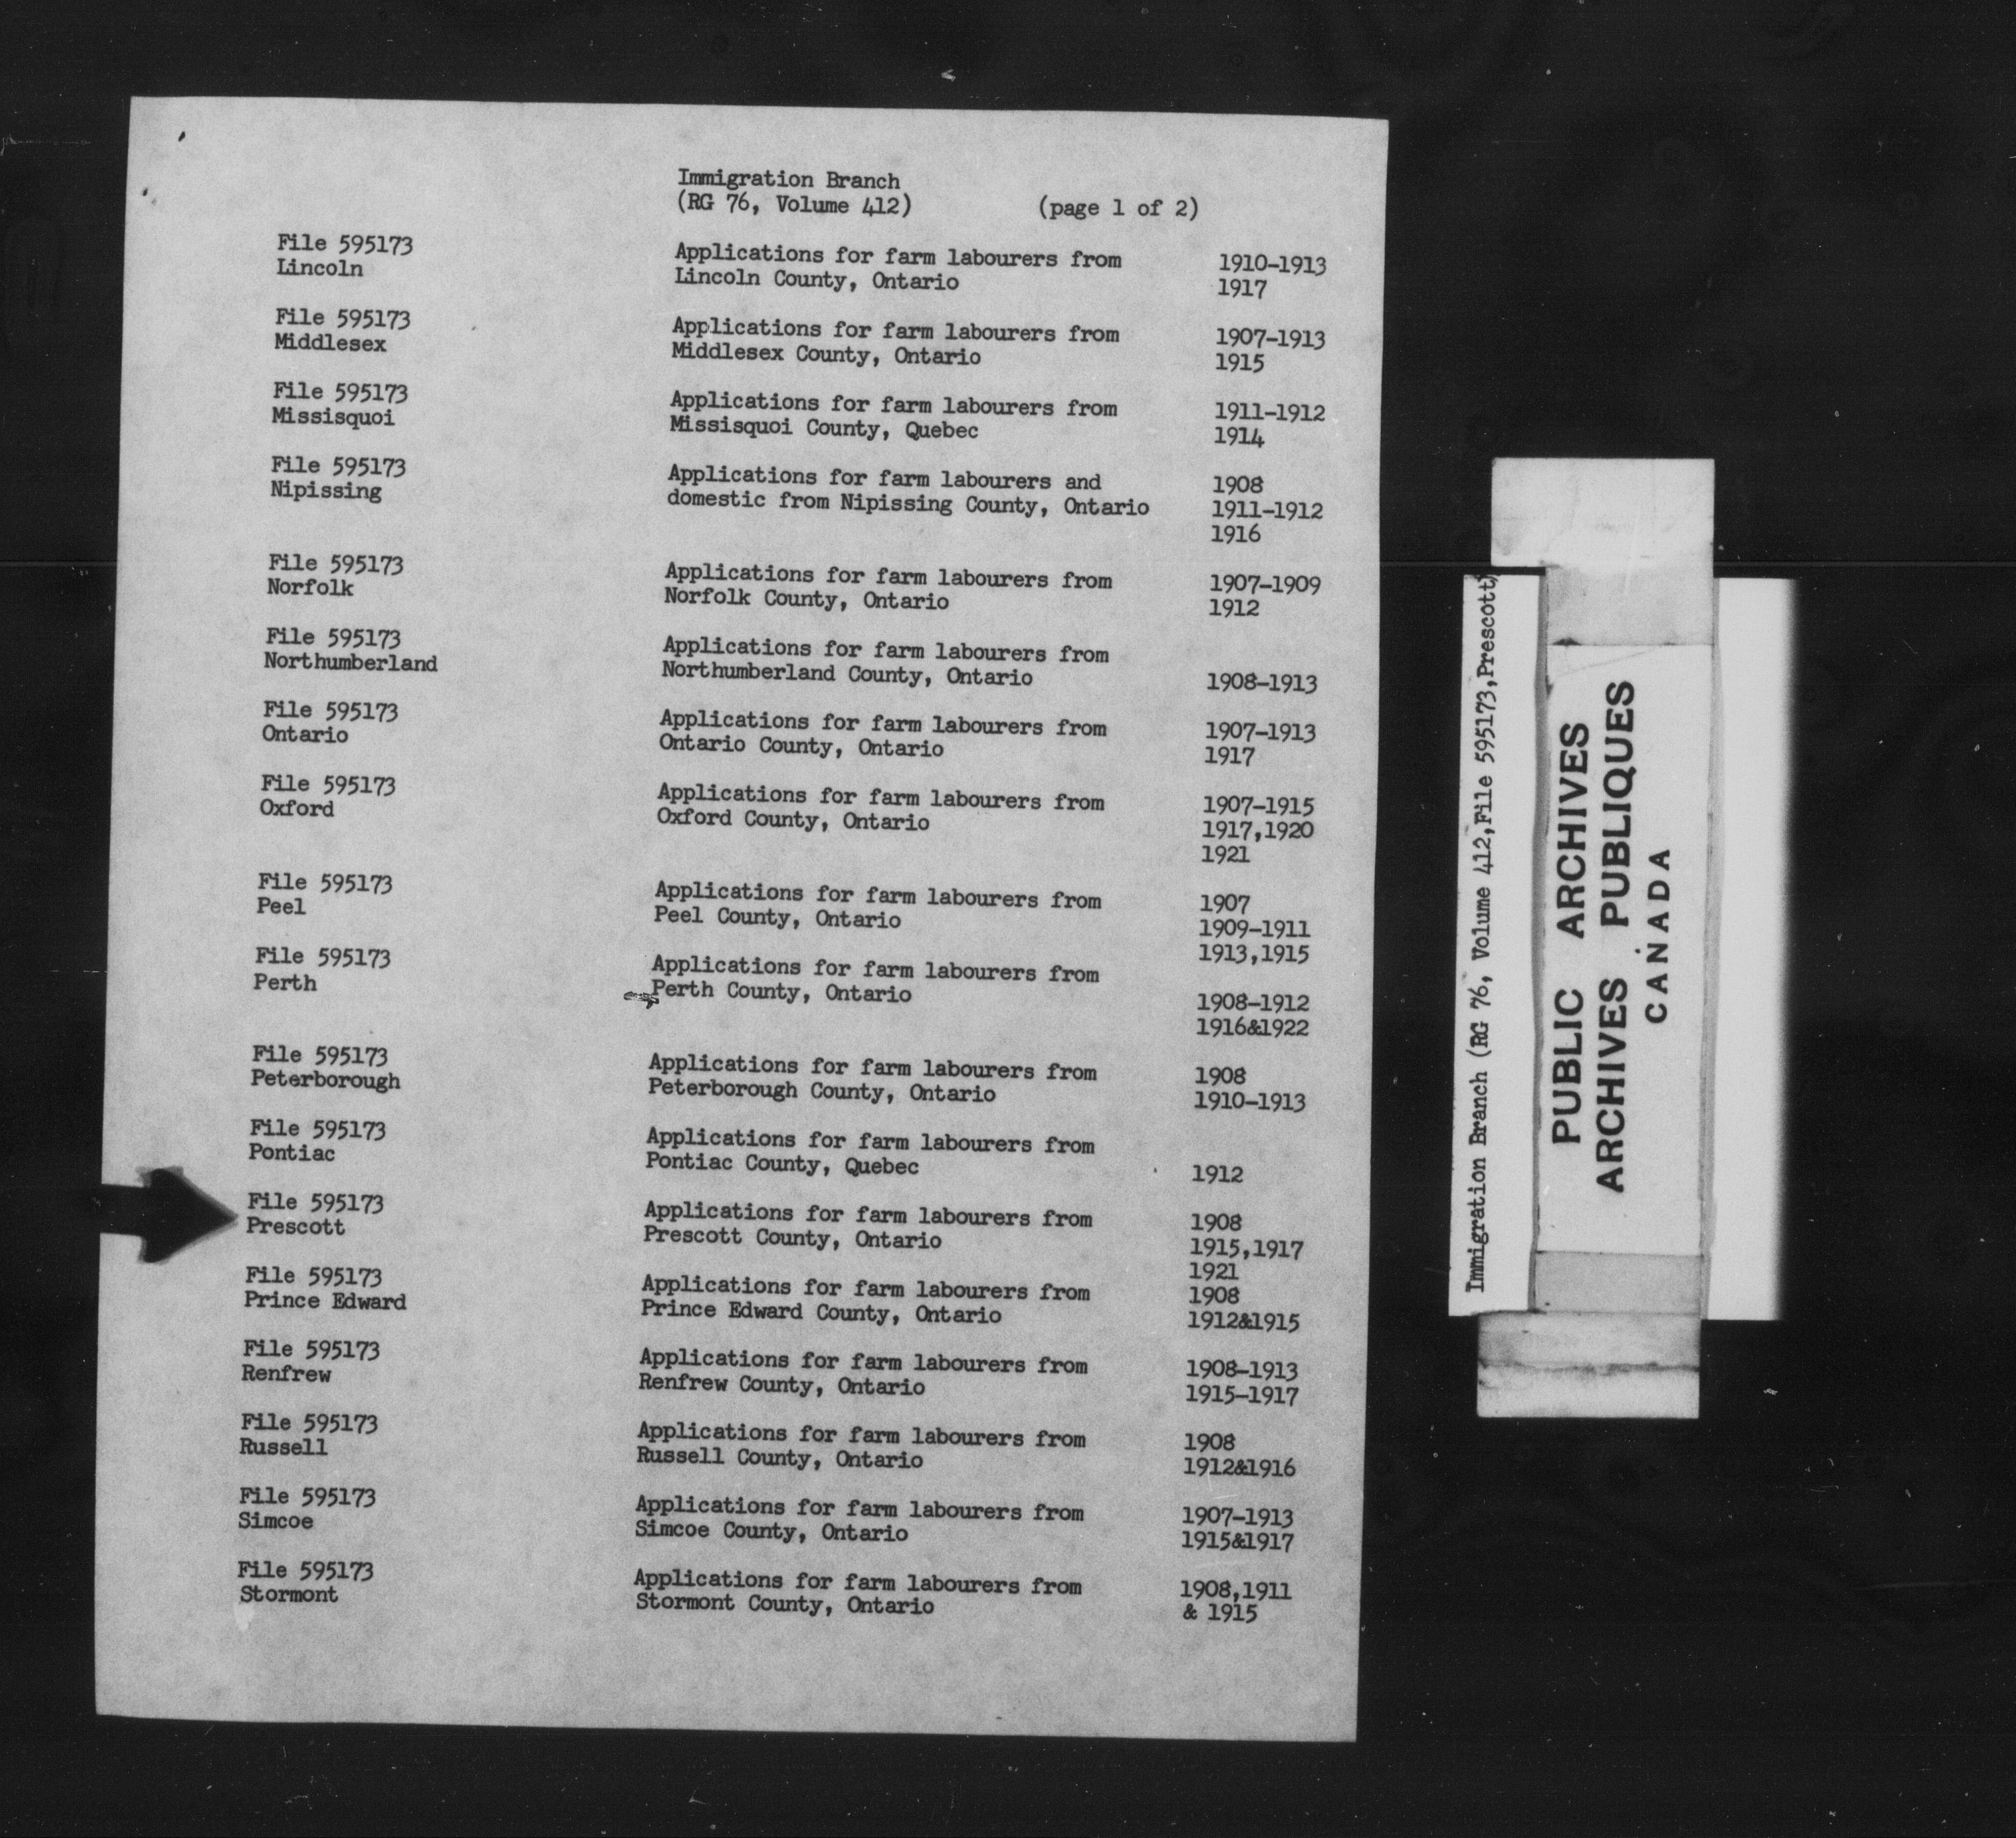 Immigration Branch
(RG 76, Volume 412) (page 1 of 2)
File 595173 Applications for farm labourers from 1910-1913
Lincoln Lincoln County, Ontario 1917
File 595173 Applications for farm labourers from 1907-1913
Middlesex Middlesex County, Ontario 1915
File 595173 Applications for farm labourers from 1911-1912
Missisquoi Missisquoi County, Quebec 1914
File 595173 Applications for farm labourers and 1908
Nipissing domestic from Nipissing County, Ontario 1911-1912
1916
File 595173 Applications for farm labourers from 1907-1909
Norfolk Norfolk County, Ontario 1912
File 595173 Applications for farm labourers from
Northumberland Northumberland County, Ontario 1908-1913
File 595173 Applications for farm labourers from 1907-1913
Ontario Ontario County, Ontario 1917
File 595173 Applications for farm labourers from 1907-1915
Oxford Oxford County, Ontario 1917,1920
1921
File 595173 Applications for farm labourers from 1907
Peel Peel County, Ontario 1909-1911
1913,1915
File 595173 Applications for farm labourers from
Perth Perth County, Ontario 1908-1912
1916&1922
File 595173 Applications for farm labourers from 1908
Peterborough Peterborough County, Ontario 1910-1913
File 595173 Applications for farm labourers from
Pontiac Pontiac County, Quebec 1912
File 595173 Applications for farm labourers from 1908
Prescott Prescott County, Ontario 1915,1917
1921
File 595173 Applications for farm labourers from 1908
Prince Edward Prince Edward County, Ontario 1912&1915
File 595173 Applications for farm labourers from 1908-1913
Renfrew Renfrew County, Ontario 1915-1917
File 595173 Applications for farm labourers from 1908
Russell Russell County, Ontario 1912&1916
File 595173 Applications for farm labourers from 1907-1913
Simcoe Simcoe County, Ontario 1915&1917
File 595173 Applications for farm labourers from 1908,1911
Stormont Stormont County, Ontario & 1915
Immigration Branch (RG 76, Volume 412,File 595173,Prescott)
PUBLIC ARCHIVES
ARCHIVES PUBLIQUES
CANADA